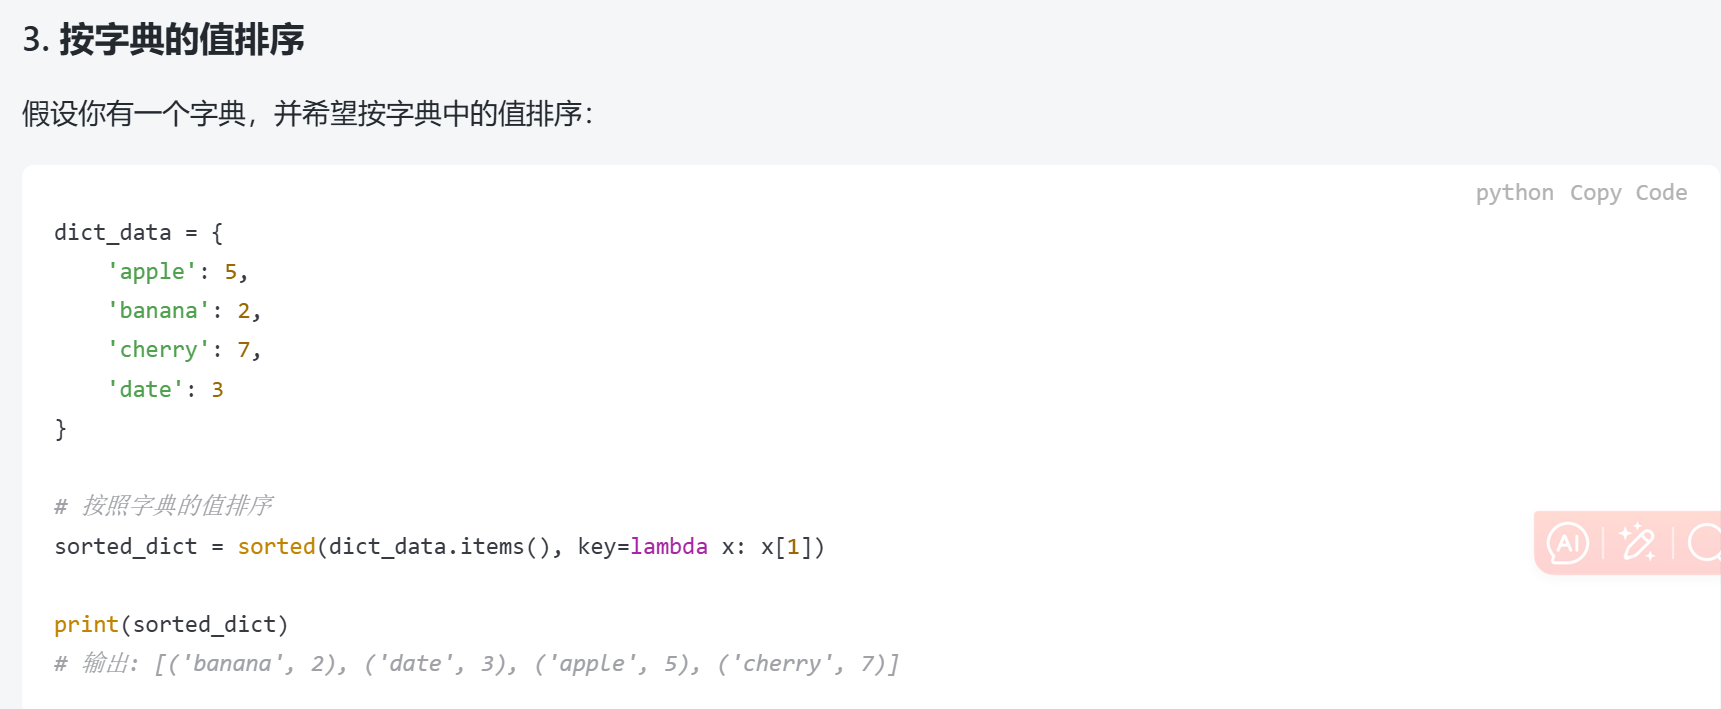 3. 按字典的值排序
假设你有一个字典，并希望按字典中的值排序：
python Copy Code
dict_data = {
    'apple': 5,
    'banana': 2,
    'cherry': 7,
    'date': 3
}
# 按照字典的值排序
sorted_dict = sorted(dict_data.items(), key=lambda x: x[1])
AI
print(sorted_dict)
# 输出: [('banana', 2), ('date', 3), ('apple', 5), ('cherry', 7)]